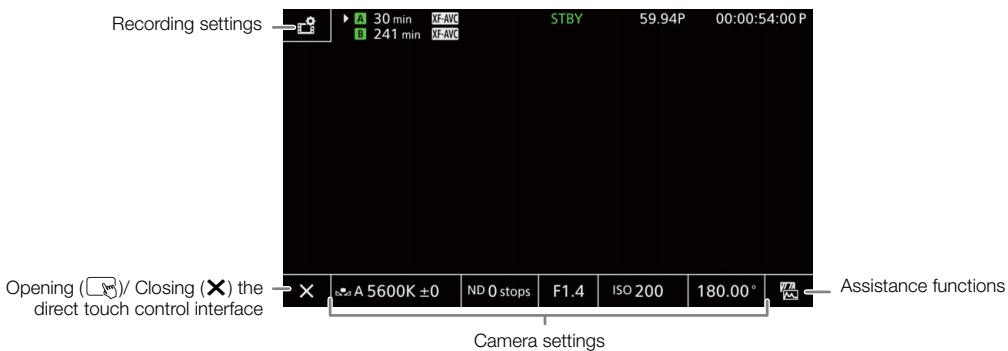 Recording settings
A 30 min XF-AVC STBY 59.94P 00:00:54:00 P
B 241 min XF-AVC
Opening ( )/ Closing (✕) the
direct touch control interface
✕ A 5600K ±0 ND 0 stops F1.4 ISO 200 180.00°
Assistance functions
Camera settings